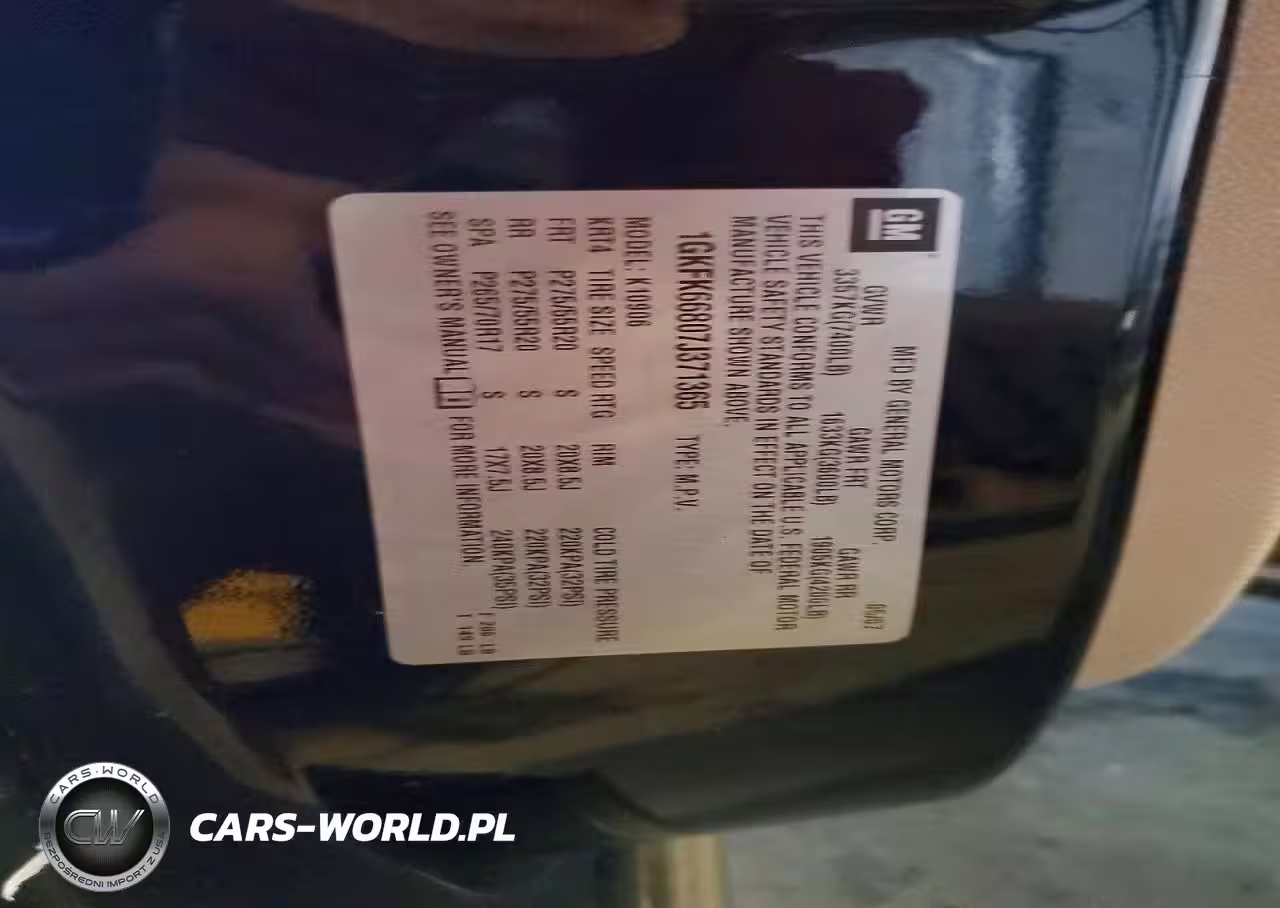 GM
MFD BY GENERAL MOTORS CORP. 05/07
GVWR GAWR FRT GAWR RR
3357KG(7400LB) 1633KG(3600LB) 1905KG(4200LB)
THIS VEHICLE CONFORMS TO ALL APPLICABLE U.S. FEDERAL MOTOR
VEHICLE SAFETY STANDARDS IN EFFECT ON THE DATE OF
MANUFACTURE SHOWN ABOVE.
TYPE: M.P.V.
MODEL: K10906
TIRE SIZE SPEED RTG RIM COLD TIRE PRESSURE
FRT P275/55R20 S 20X8.5J 220KPA(32PSI)
RR P275/55R20 S 20X8.5J 220KPA(32PSI)
SPA P265/70R17 S 17X7.5J 240KPA(35PSI)
SEE OWNER'S MANUAL FOR MORE INFORMATION.
CARS-WORLD
CW
BEZPOŚREDNI IMPORT Z USA
CARS-WORLD.PL